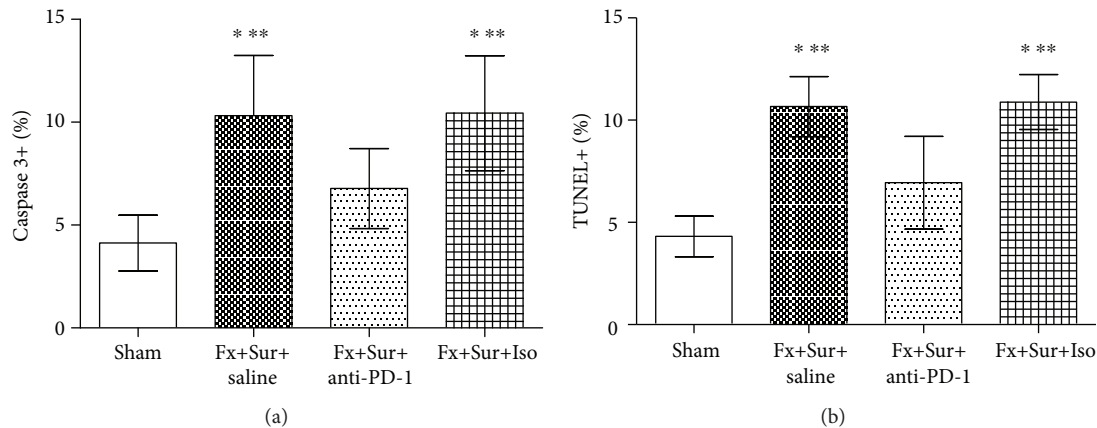 15
10
5
0
Caspase 3+ (%)
* **
* **
Sham
Fx+Sur+
saline
Fx+Sur+
anti-PD-1
Fx+Sur+Iso
(a)
15
10
5
0
TUNEL+ (%)
* **
* **
Sham
Fx+Sur+
saline
Fx+Sur+
anti-PD-1
Fx+Sur+Iso
(b)